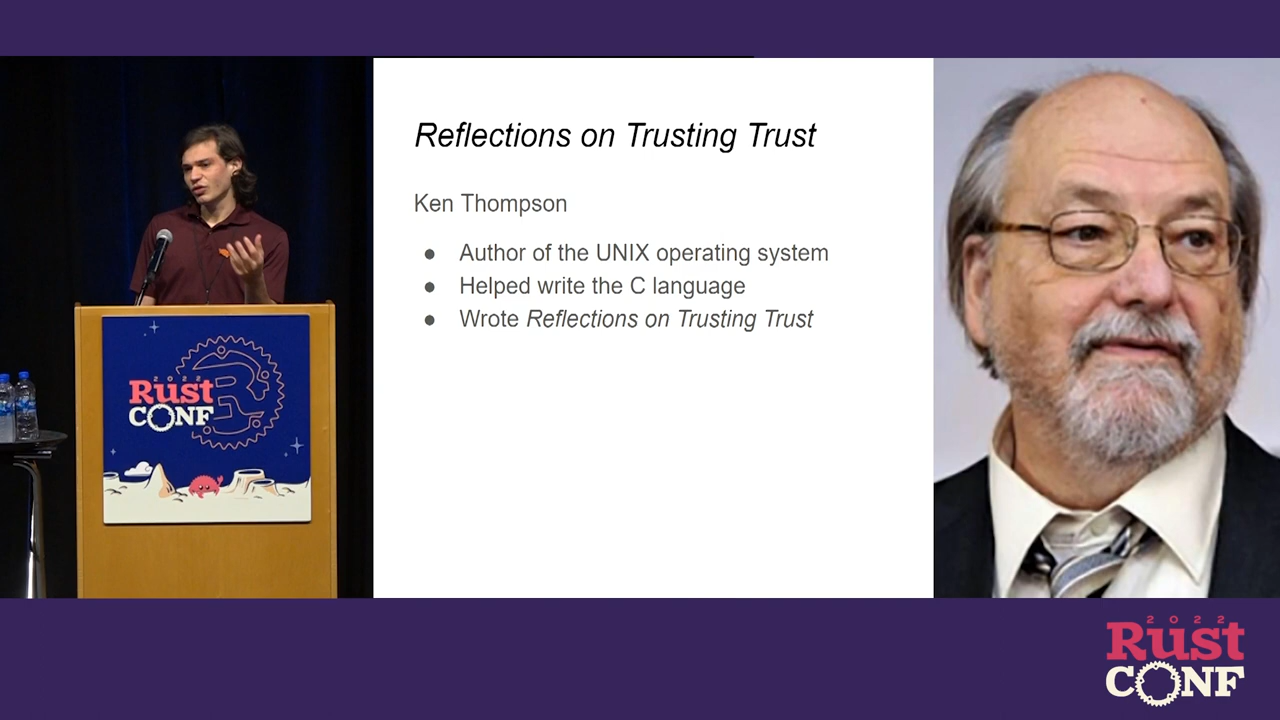 Reflections on Trusting Trust
Ken Thompson
● Author of the UNIX operating system
● Helped write the C language
● Wrote Reflections on Trusting Trust
2022
Rust
CONF
2022
Rust
CONF